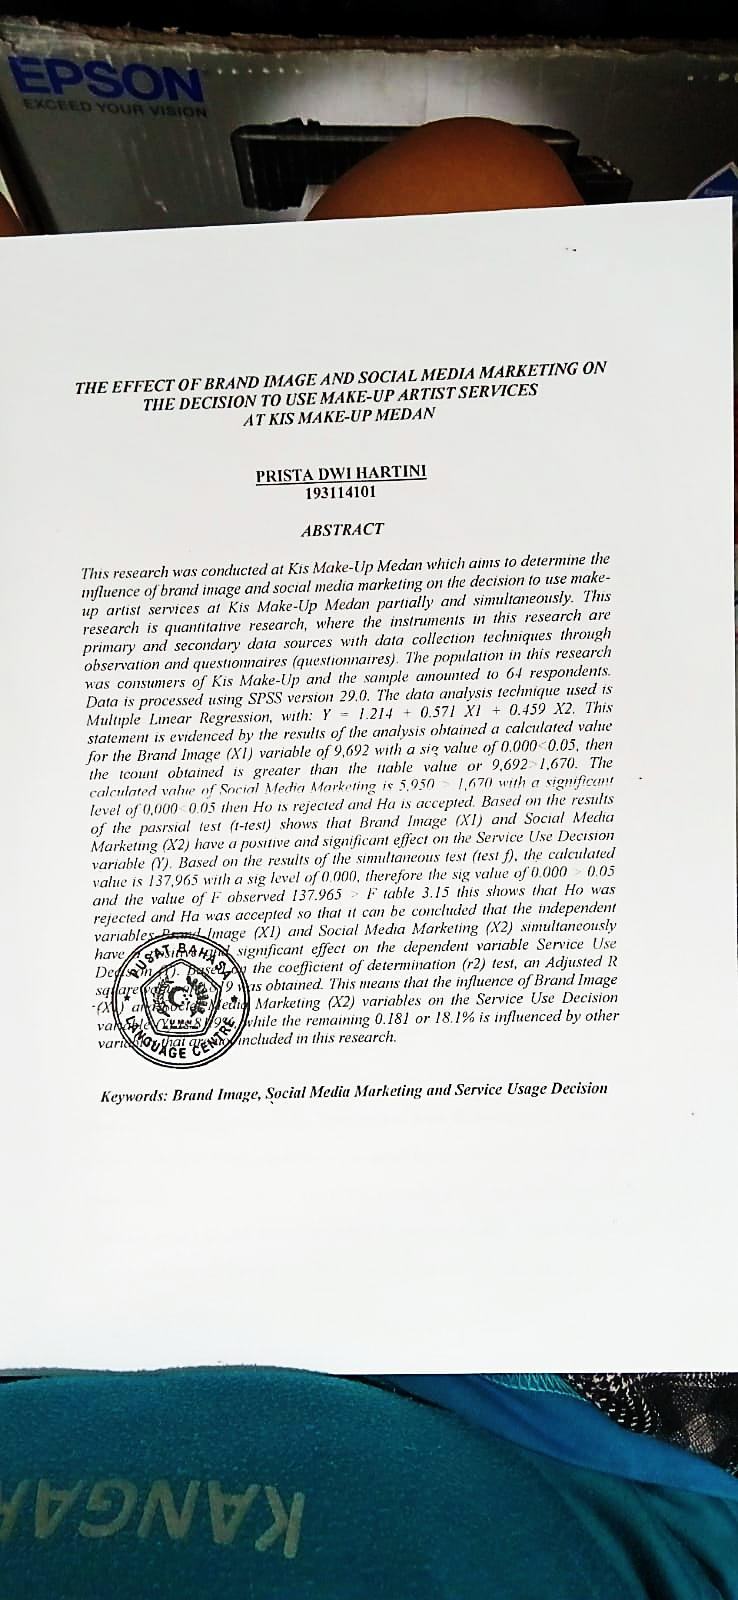 EPSON
EXCEED YOUR VISION
THE EFFECT OF BRAND IMAGE AND SOCIAL MEDIA MARKETING ON
THE DECISION TO USE MAKE-UP ARTIST SERVICES
AT KIS MAKE-UP MEDAN
PRISTA DWI HARTINI
193114101
ABSTRACT
This research was conducted at Kis Make-Up Medan which aims to determine the
influence of brand image and social media marketing on the decision to use make-
up artist services at Kis Make-Up Medan partially and simultaneously. This
research is quantitative research, where the instruments in this research are
primary and secondary data sources with data collection techniques through
observation and questionnaires (questionnaires). The population in this research
was consumers of Kis Make-Up and the sample amounted to 64 respondents.
Data is processed using SPSS version 29.0. The data analysis technique used is
Multiple Linear Regression, with: Y = 1.214 + 0.571 X1 + 0.459 X2. This
statement is evidenced by the results of the analysis obtained a calculated value
for the Brand Image (X1) variable of 9,692 with a sig value of 0.000<0.05, then
the tcount obtained is greater than the ttable value or 9,692>1,670. The
calculated value of Social Media Marketing is 5,950 > 1,670 with a significant
level of 0,000<0.05 then Ho is rejected and Ha is accepted. Based on the results
of the pasrsial test (t-test) shows that Brand Image (X1) and Social Media
Marketing (X2) have a positive and significant effect on the Service Use Decision
variable (Y). Based on the results of the simultaneous test (test f), the calculated
value is 137,965 with a sig level of 0.000, therefore the sig value of 0.000 > 0.05
and the value of F observed 137.965 > F table 3.15 this shows that Ho was
rejected and Ha was accepted so that it can be concluded that the independent
variables Brand Image (X1) and Social Media Marketing (X2) simultaneously
have significant effect on the dependent variable Service Use
the coefficient of determination (r2) test, an Adjusted R
was obtained. This means that the influence of Brand Image
Media Marketing (X2) variables on the Service Use Decision
while the remaining 0.181 or 18.1% is influenced by other
included in this research.
PUSAT BAHASA
LANGUAGE CENTRE
Keywords: Brand Image, Social Media Marketing and Service Usage Decision